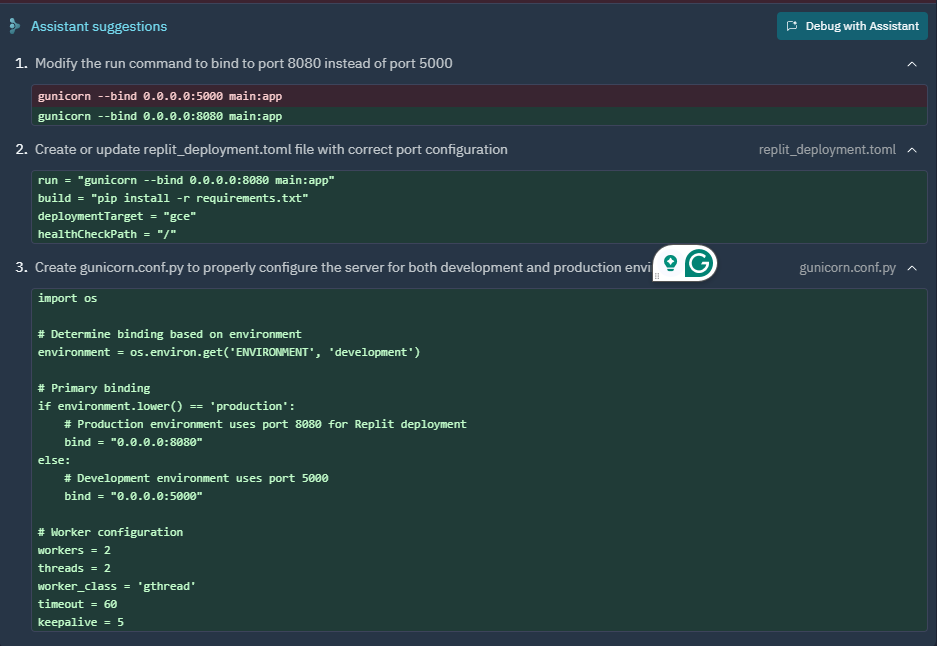 Assistant suggestions
Debug with Assistant
1. Modify the run command to bind to port 8080 instead of port 5000
gunicorn --bind 0.0.0.0:5000 main:app
gunicorn --bind 0.0.0.0:8080 main:app
2. Create or update replit_deployment.toml file with correct port configuration
replit_deployment.toml
run = "gunicorn --bind 0.0.0.0:8080 main:app"
build = "pip install -r requirements.txt"
deploymentTarget = "gce"
healthCheckPath = "/"
3. Create gunicorn.conf.py to properly configure the server for both development and production envi
gunicorn.conf.py
import os
# Determine binding based on environment
environment = os.environ.get('ENVIRONMENT', 'development')
# Primary binding
if environment.lower() == 'production':
    # Production environment uses port 8080 for Replit deployment
    bind = "0.0.0.0:8080"
else:
    # Development environment uses port 5000
    bind = "0.0.0.0:5000"
# Worker configuration
workers = 2
threads = 2
worker_class = 'gthread'
timeout = 60
keepalive = 5